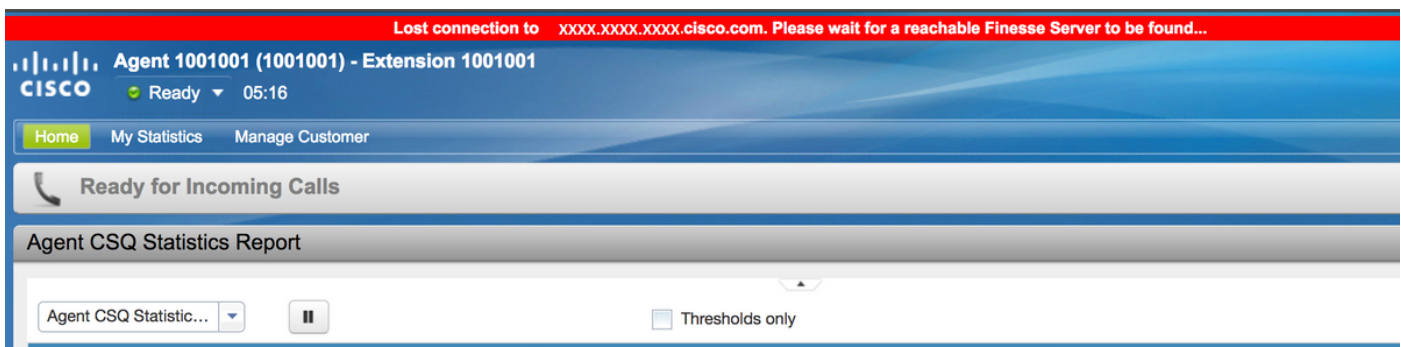 Lost connection to xxxx.xxxx.xxxx.cisco.com. Please wait for a reachable Finesse Server to be found...
CISCO
Agent 1001001 (1001001) - Extension 1001001
Ready 05:16
Home My Statistics Manage Customer
Ready for Incoming Calls
Agent CSQ Statistics Report
Agent CSQ Statistic... Thresholds only